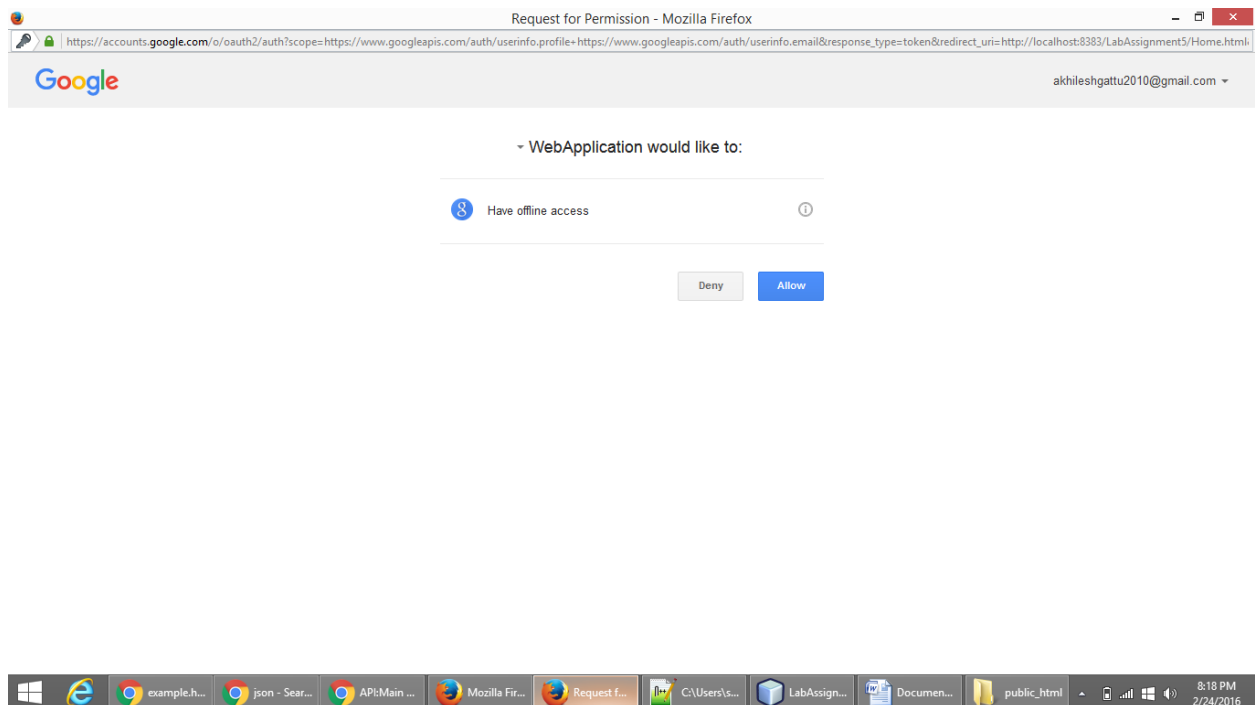 Request for Permission - Mozilla Firefox
https://accounts.google.com/o/oauth2/auth?scope=https://www.googleapis.com/auth/userinfo.profile+https://www.googleapis.com/auth/userinfo.email&response_type=token&redirect_uri=http://localhost:8383/LabAssignment5/Home.html
Google
akhileshgattu2010@gmail.com
WebApplication would like to:
8 Have offline access
Deny Allow
example.h... json - Sear... API:Main ... Mozilla Fir... Request f... C:\Users\s... LabAssign... Documen... public_html 8:18 PM
2/24/2016